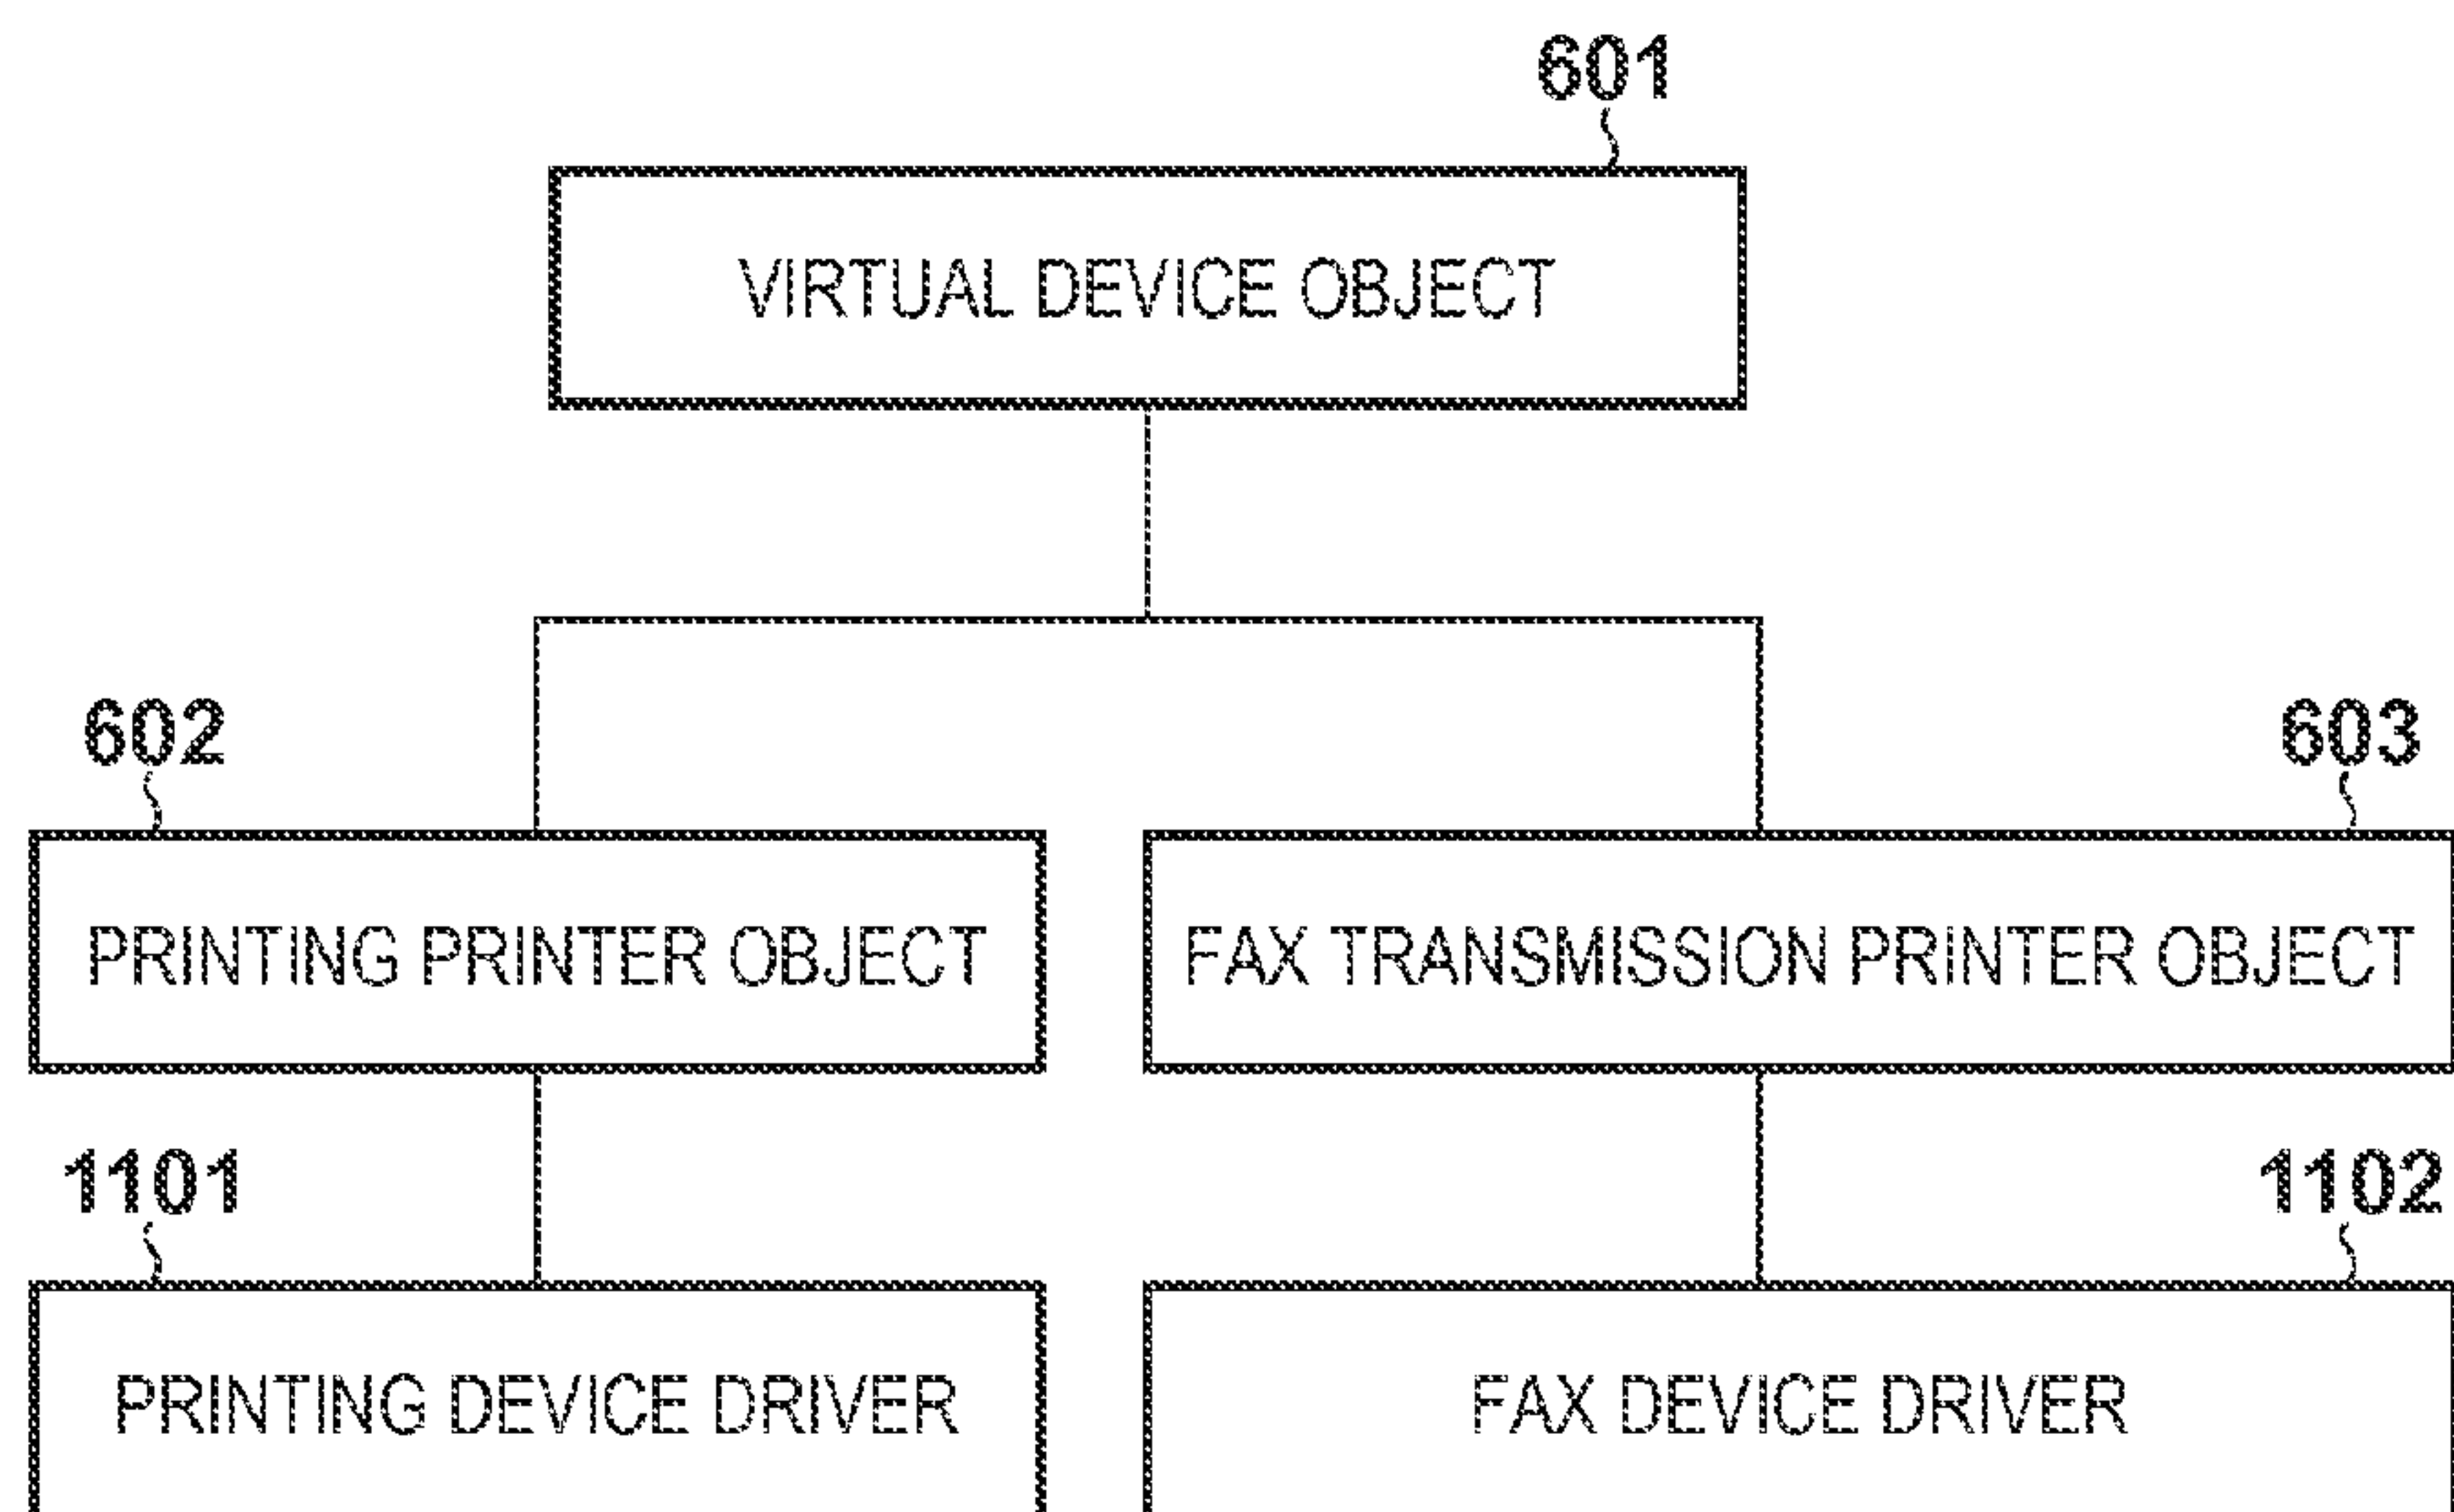 601
VIRTUAL DEVICE OBJECT
602
603
PRINTING PRINTER OBJECT
FAX TRANSMISSION PRINTER OBJECT
1101
1102
PRINTING DEVICE DRIVER
FAX DEVICE DRIVER